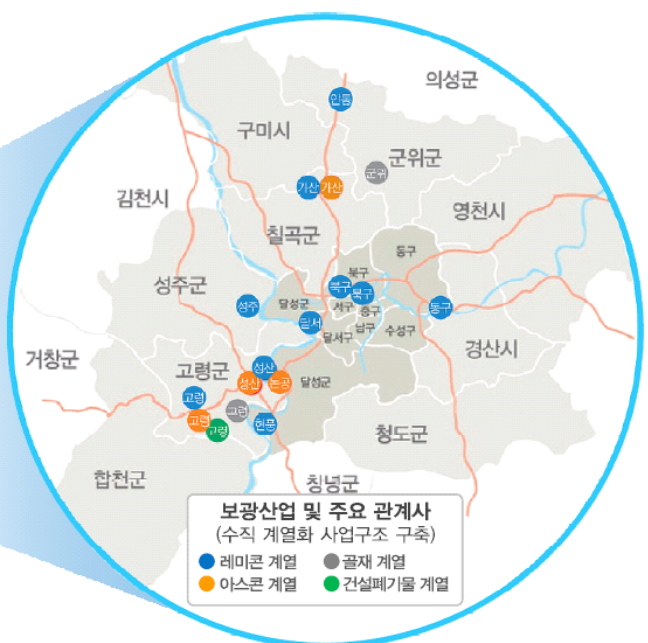 의성군
인동
구미시
군위군
군위
가산 가산
김천시
영천시
칠곡군
동구
북구
성주군
달성군
북구
북구
성주
서구
중구
동구
달서
남구
수성구
달서구
경산시
거창군
고령군
성산
성산
논공
달성군
고령
고령
고령
고령
현풍
청도군
합천군
창녕군
보광산업 및 주요 관계사
(수직 계열화 사업구조 구축)
레미콘 계열 골재 계열
아스콘 계열 건설폐기물 계열